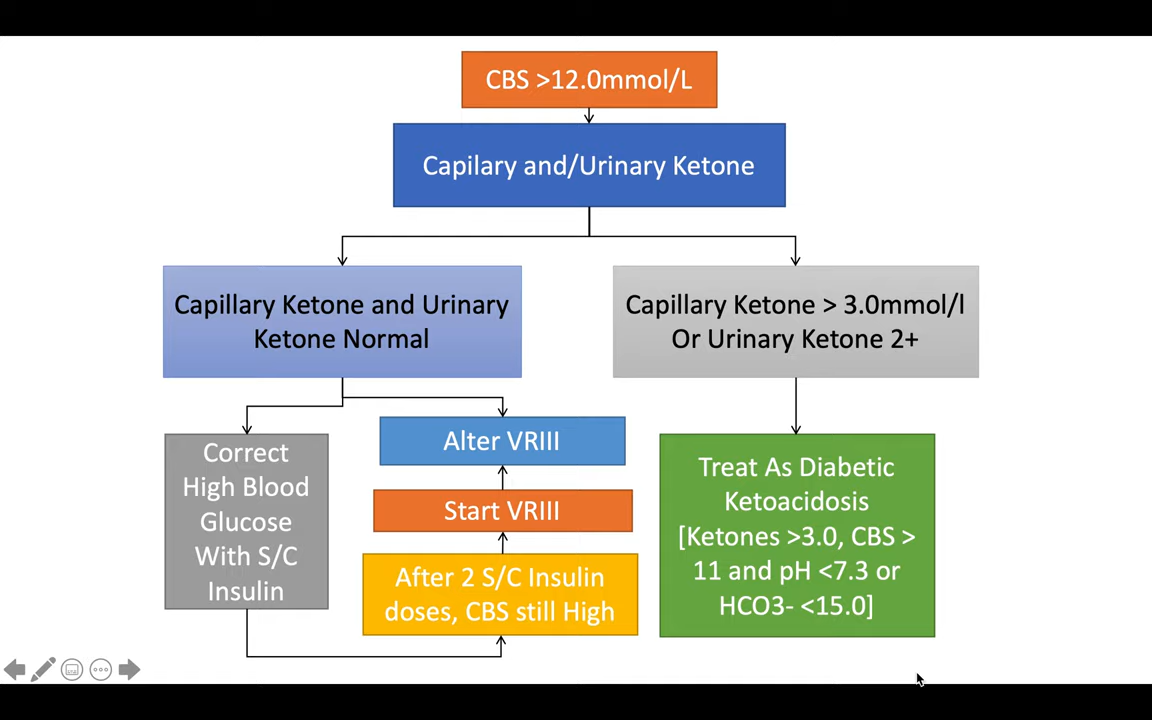 CBS >12.0mmol/L
Capilary and/Urinary Ketone
Capillary Ketone and Urinary
Ketone Normal
Capillary Ketone > 3.0mmol/l
Or Urinary Ketone 2+
Correct
High Blood
Glucose
With S/C
Insulin
Alter VRIII
Start VRIII
After 2 S/C Insulin
doses, CBS still High
Treat As Diabetic
Ketoacidosis
[Ketones >3.0, CBS >
11 and pH <7.3 or
HCO3- <15.0]